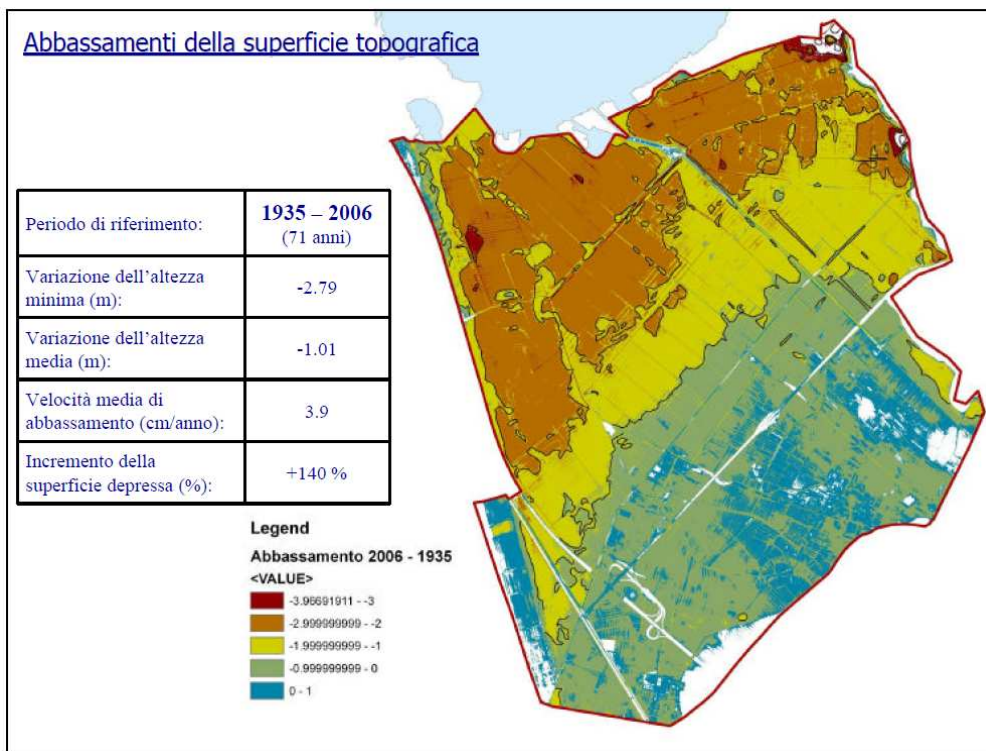 Abbassamenti della superficie topografica
Periodo di riferimento:
1935 – 2006
(71 anni)
Variazione dell'altezza
minima (m):
-2.79
Variazione dell'altezza
media (m):
-1.01
Velocità media di
abbassamento (cm/anno):
3.9
Incremento della
superficie depressa (%):
+140 %
Legend
Abbassamento 2006 - 1935
<VALUE>
-3.96691911 - -3
-2.999999999 - -2
-1.999999999 - -1
-0.999999999 - 0
0 - 1